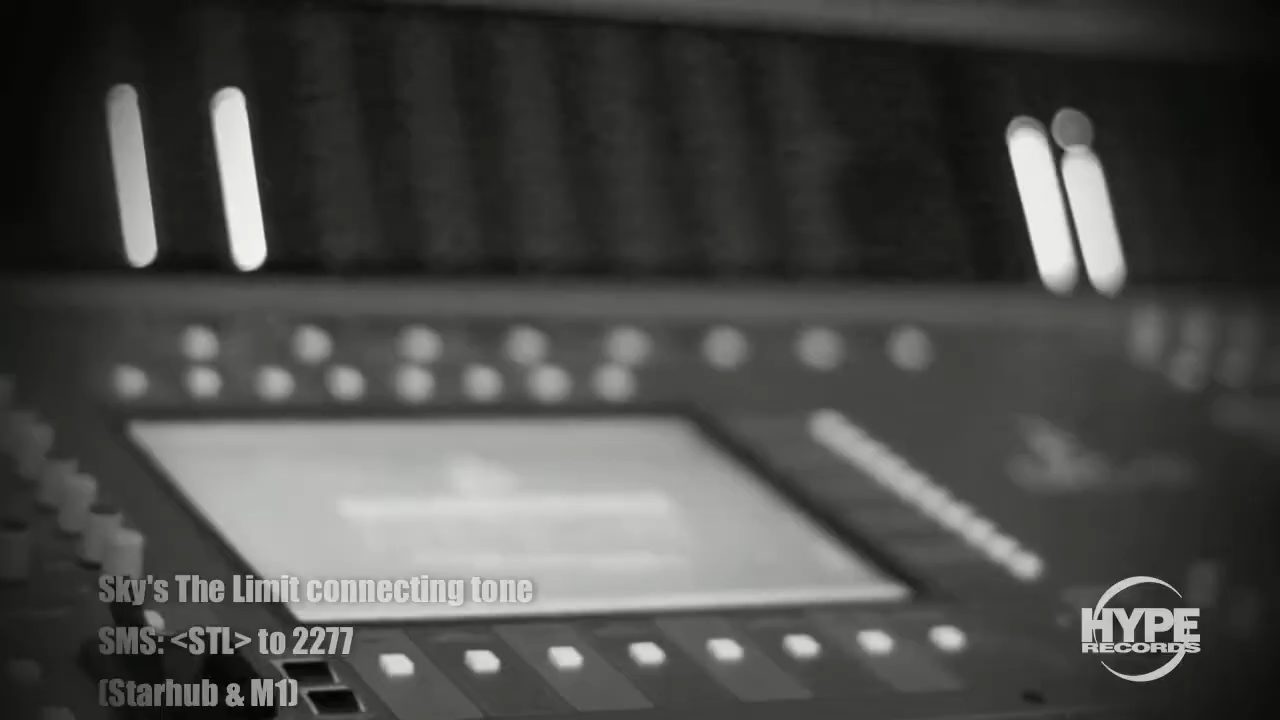 Sky's The Limit connecting tone
SMS: <STL> to 2277
(Starhub & M1)
HYPE
RECORDS